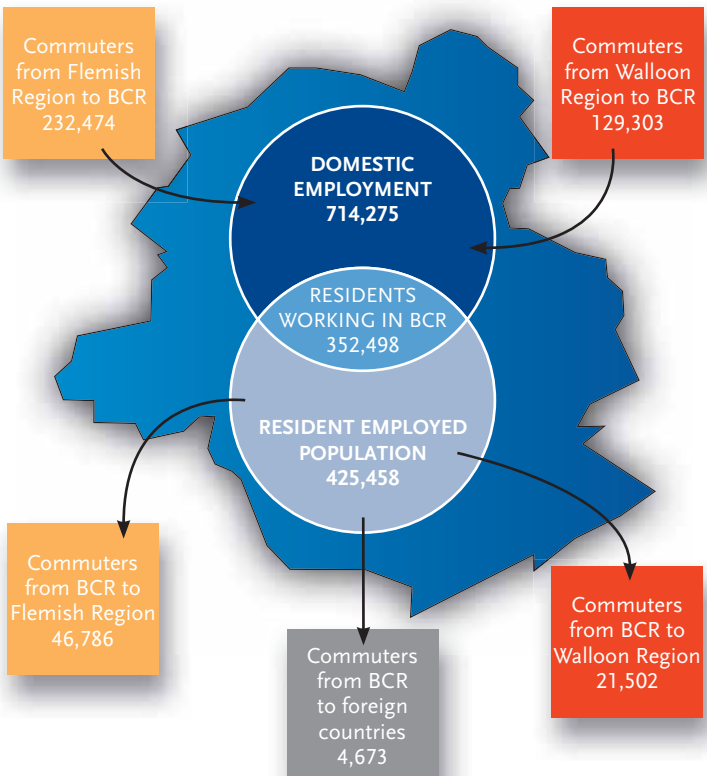 Commuters
from Flemish
Region to BCR
232,474
Commuters
from Walloon
Region to BCR
129,303
DOMESTIC
EMPLOYMENT
714,275
RESIDENTS
WORKING IN BCR
352,498
RESIDENT EMPLOYED
POPULATION
425,458
Commuters
from BCR to
Flemish Region
46,786
Commuters
from BCR
to foreign
countries
4,673
Commuters
from BCR to
Walloon Region
21,502